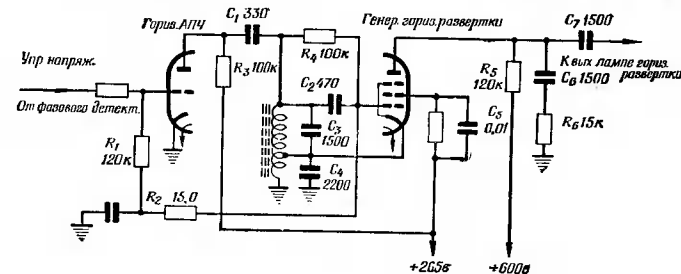 Гориз. АПЧ
C₁ 330
Генер. гориз. развертки
C₇ 1500
Упр напряж.
R₄ 100к
R₃ 100к
C₂ 470
R₅
120к
К вых лампе гориз.
развертки
C₆ 1500
От фазового детект.
C₃
1500
C₅
0,01
R₁
120к
R₆ 15к
C₄
2200
R₂ 15,0
+265в
+600в